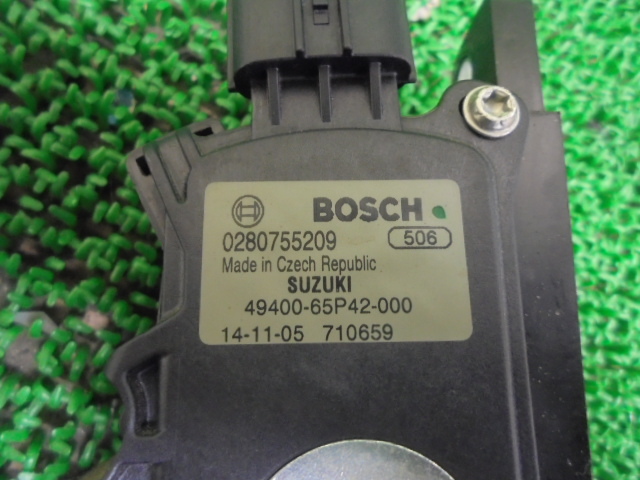 BOSCH
0280755209 506
Made in Czech Republic
SUZUKI
49400-65P42-000
14-11-05 710659